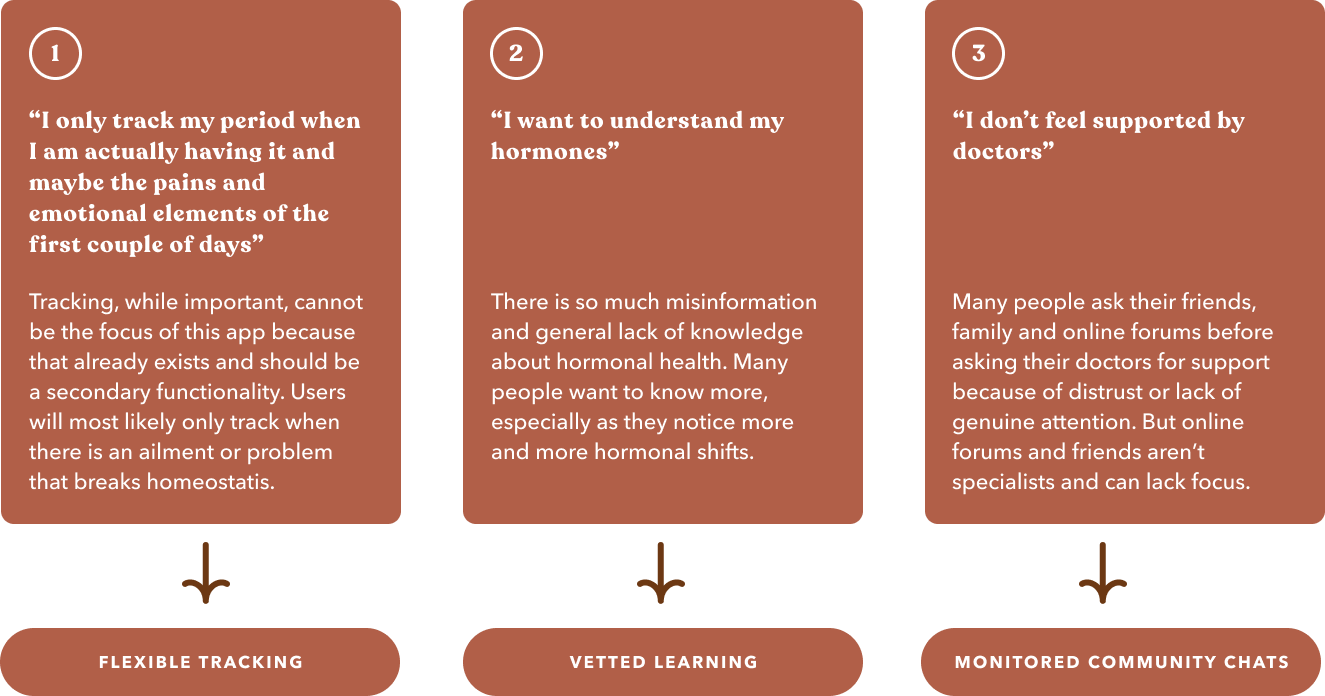 1
“I only track my period when
I am actually having it and
maybe the pains and
emotional elements of the
first couple of days”
Tracking, while important, cannot
be the focus of this app because
that already exists and should be
a secondary functionality. Users
will most likely only track when
there is an ailment or problem
that breaks homeostatis.
FLEXIBLE TRACKING
2
“I want to understand my
hormones”
There is so much misinformation
and general lack of knowledge
about hormonal health. Many
people want to know more,
especially as they notice more
and more hormonal shifts.
VETTED LEARNING
3
“I don’t feel supported by
doctors”
Many people ask their friends,
family and online forums before
asking their doctors for support
because of distrust or lack of
genuine attention. But online
forums and friends aren’t
specialists and can lack focus.
MONITORED COMMUNITY CHATS